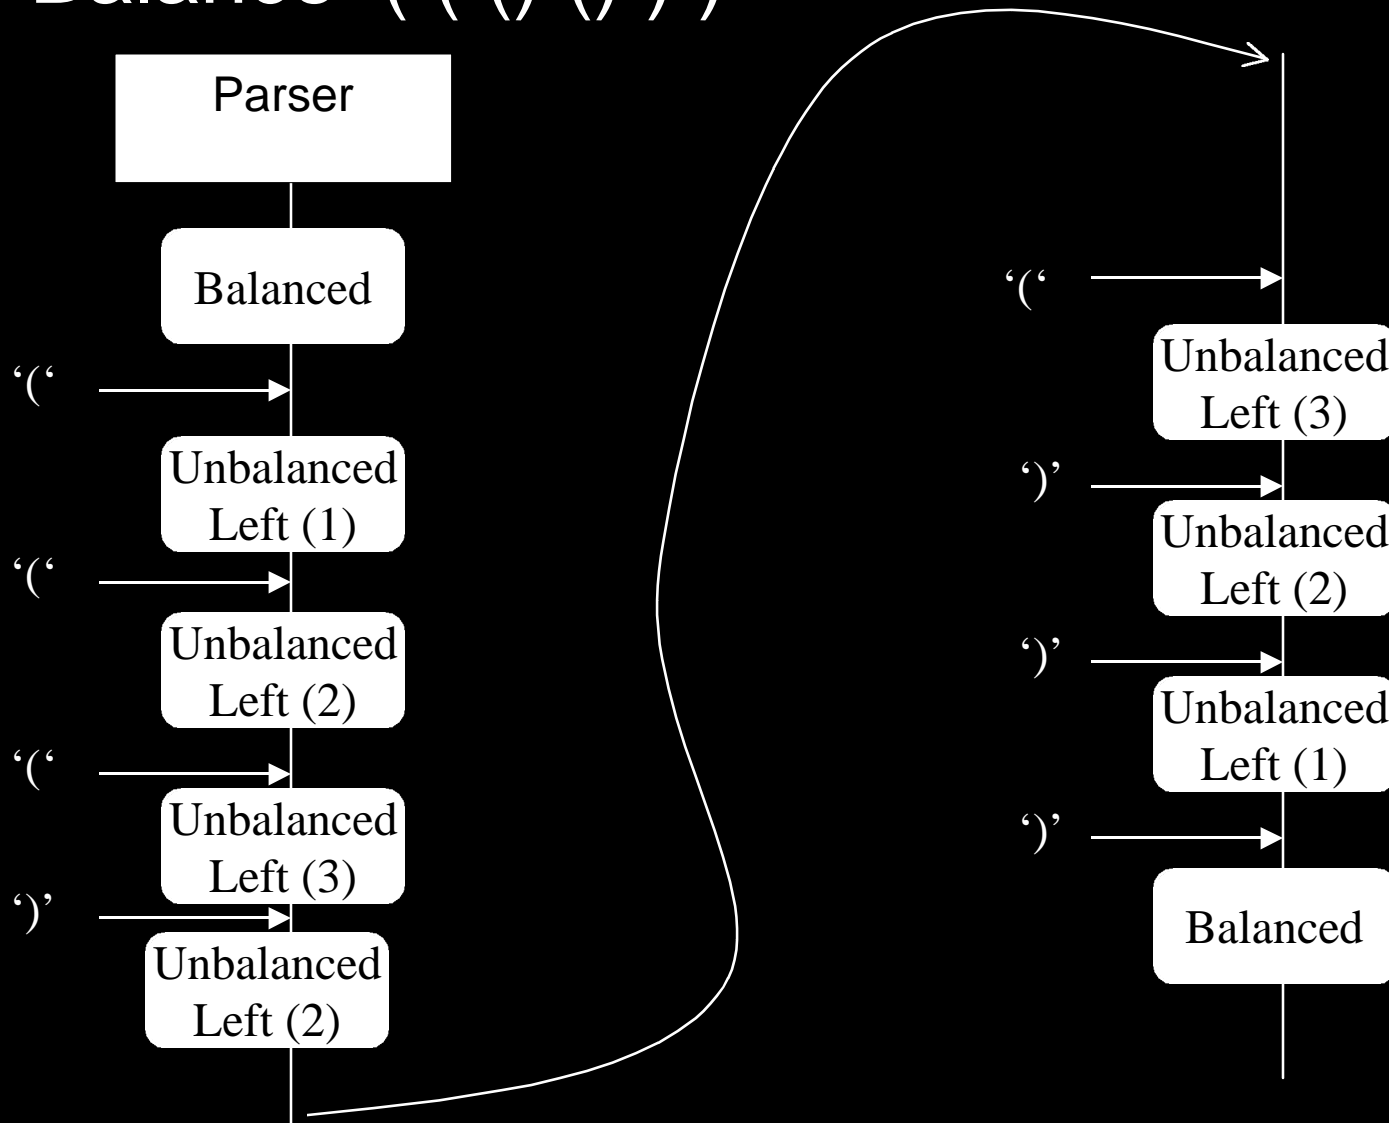 Balance “( ( () () ) )”
Parser
Balanced
‘(‘
Unbalanced
Left (1)
‘(‘
Unbalanced
Left (2)
‘(‘
Unbalanced
Left (3)
‘)’
Unbalanced
Left (2)
‘(‘
Unbalanced
Left (3)
‘)’
Unbalanced
Left (2)
‘)’
Unbalanced
Left (1)
‘)’
Balanced